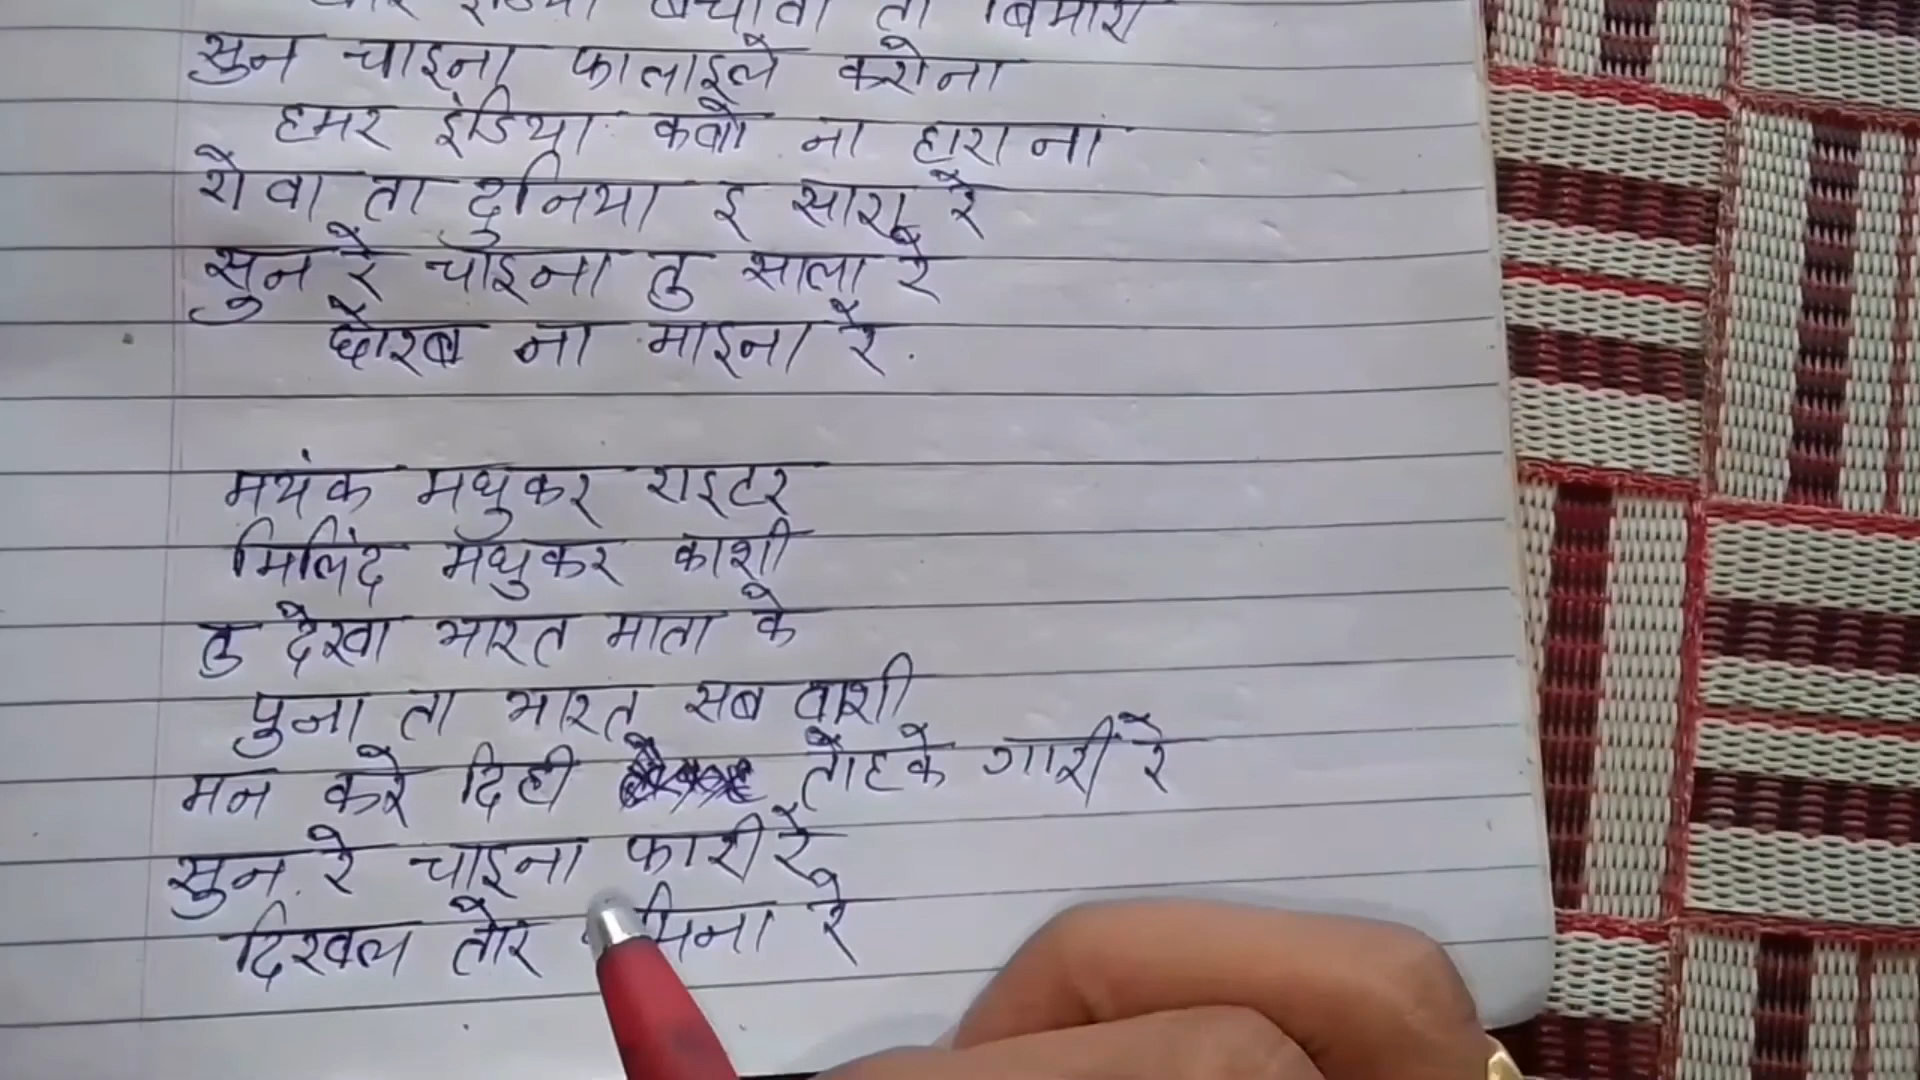 इंडिया बचावा ता बिमारी
सुन चाइना फालाइले करोना
हमर इंडिया कबो ना हाराना
रोवा ता दुनिया इ सारा रे
सुन रे चाइना तु साला रे
छोरब ना माइना रे
मयंक मधुकर राइटर
मिलिंद मधुकर काशी
तु देखा भारत माता के
पुजा ता भारत सब वाशी
मन करे दिही तोहके गारी रे
सुन रे चाइना फारी रे
दिखल तोर रे